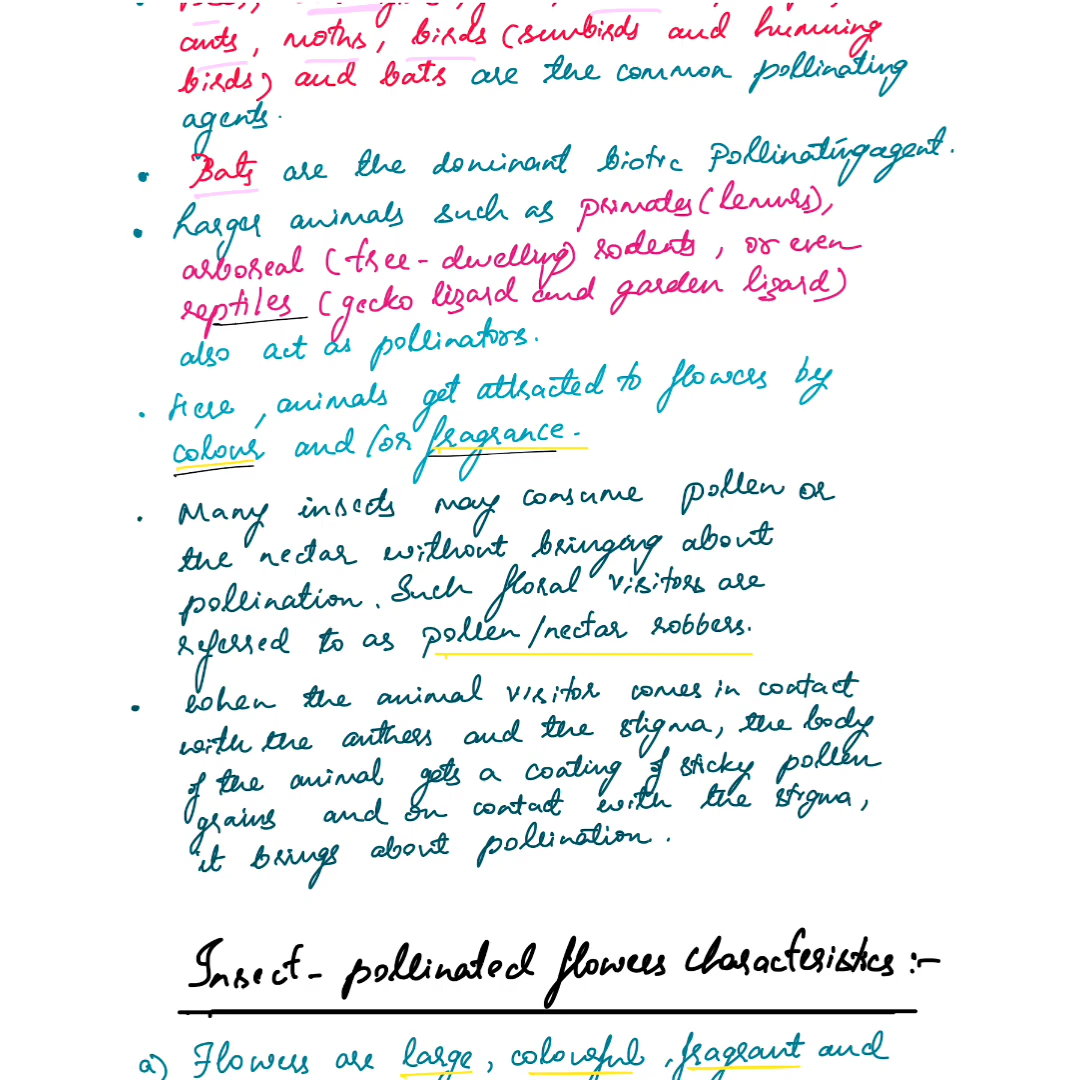 ants, moths, birds (sunbirds and humming
birds) and bats are the common pollinating
agents.
• Bats are the dominant biotic Pollinating agent.
• Larger animals such as primates (lemurs),
arboreal (tree-dwelling) rodents, or even
reptiles (gecko lizard and garden lizard)
also act as pollinators.
• Here, animals get attracted to flowers by
colour and/or fragrance.
• Many insects may consume pollen or
the nectar without bringing about
pollination. Such floral visitors are
referred to as pollen/nectar robbers.
• When the animal visitor comes in contact
with the anthers and the stigma, the body
of the animal gets a coating of sticky pollen
grains and on contact with the stigma,
it brings about pollination.
Insect-pollinated flowers characteristics :-
a) Flowers are large, colourful, fragrant and